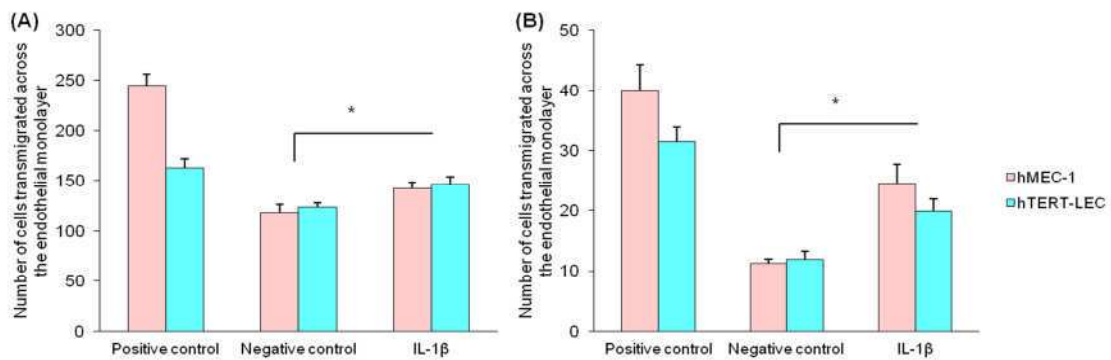 (A)
Number of cells transmigrated across
the endothelial monolayer
300
250
200
150
100
50
0
*
Positive control
Negative control
IL-1β
(B)
Number of cells transmigrated across
the endothelial monolayer
50
40
30
20
10
0
*
Positive control
Negative control
IL-1β
hMEC-1
hTERT-LEC